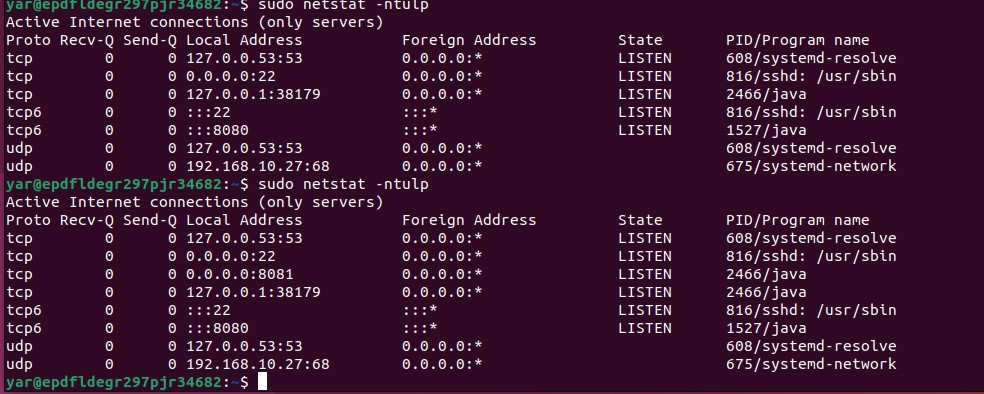 yar@epdfldegr297pjr34682:~$ sudo netstat -ntulp
Active Internet connections (only servers)
Proto Recv-Q Send-Q Local Address           Foreign Address         State       PID/Program name
tcp        0      0 127.0.0.53:53           0.0.0.0:*               LISTEN      608/systemd-resolve
tcp        0      0 0.0.0.0:22              0.0.0.0:*               LISTEN      816/sshd: /usr/sbin
tcp        0      0 127.0.0.1:38179         0.0.0.0:*               LISTEN      2466/java
tcp6       0      0 :::22                   :::*                    LISTEN      816/sshd: /usr/sbin
tcp6       0      0 :::8080                 :::*                    LISTEN      1527/java
udp        0      0 127.0.0.53:53           0.0.0.0:*                           608/systemd-resolve
udp        0      0 192.168.10.27:68        0.0.0.0:*                           675/systemd-network
yar@epdfldegr297pjr34682:~$ sudo netstat -ntulp
Active Internet connections (only servers)
Proto Recv-Q Send-Q Local Address           Foreign Address         State       PID/Program name
tcp        0      0 127.0.0.53:53           0.0.0.0:*               LISTEN      608/systemd-resolve
tcp        0      0 0.0.0.0:22              0.0.0.0:*               LISTEN      816/sshd: /usr/sbin
tcp        0      0 0.0.0.0:8081            0.0.0.0:*               LISTEN      2466/java
tcp        0      0 127.0.0.1:38179         0.0.0.0:*               LISTEN      2466/java
tcp6       0      0 :::22                   :::*                    LISTEN      816/sshd: /usr/sbin
tcp6       0      0 :::8080                 :::*                    LISTEN      1527/java
udp        0      0 127.0.0.53:53           0.0.0.0:*                           608/systemd-resolve
udp        0      0 192.168.10.27:68        0.0.0.0:*                           675/systemd-network
yar@epdfldegr297pjr34682:~$